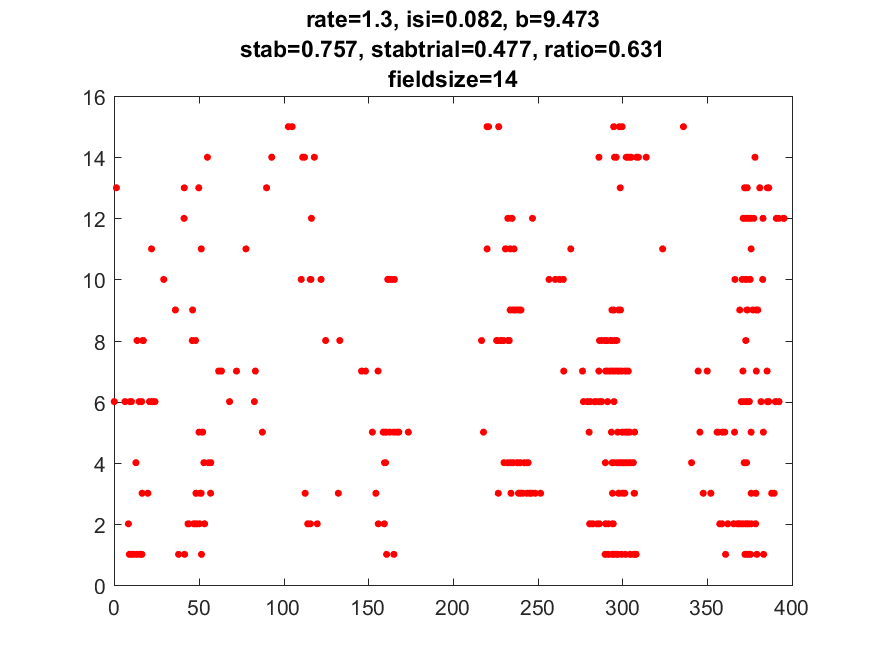 rate=1.3, isi=0.082, b=9.473
stab=0.757, stabtrial=0.477, ratio=0.631
fieldsize=14
16
14
12
10
8
6
4
2
0
0 50 100 150 200 250 300 350 400